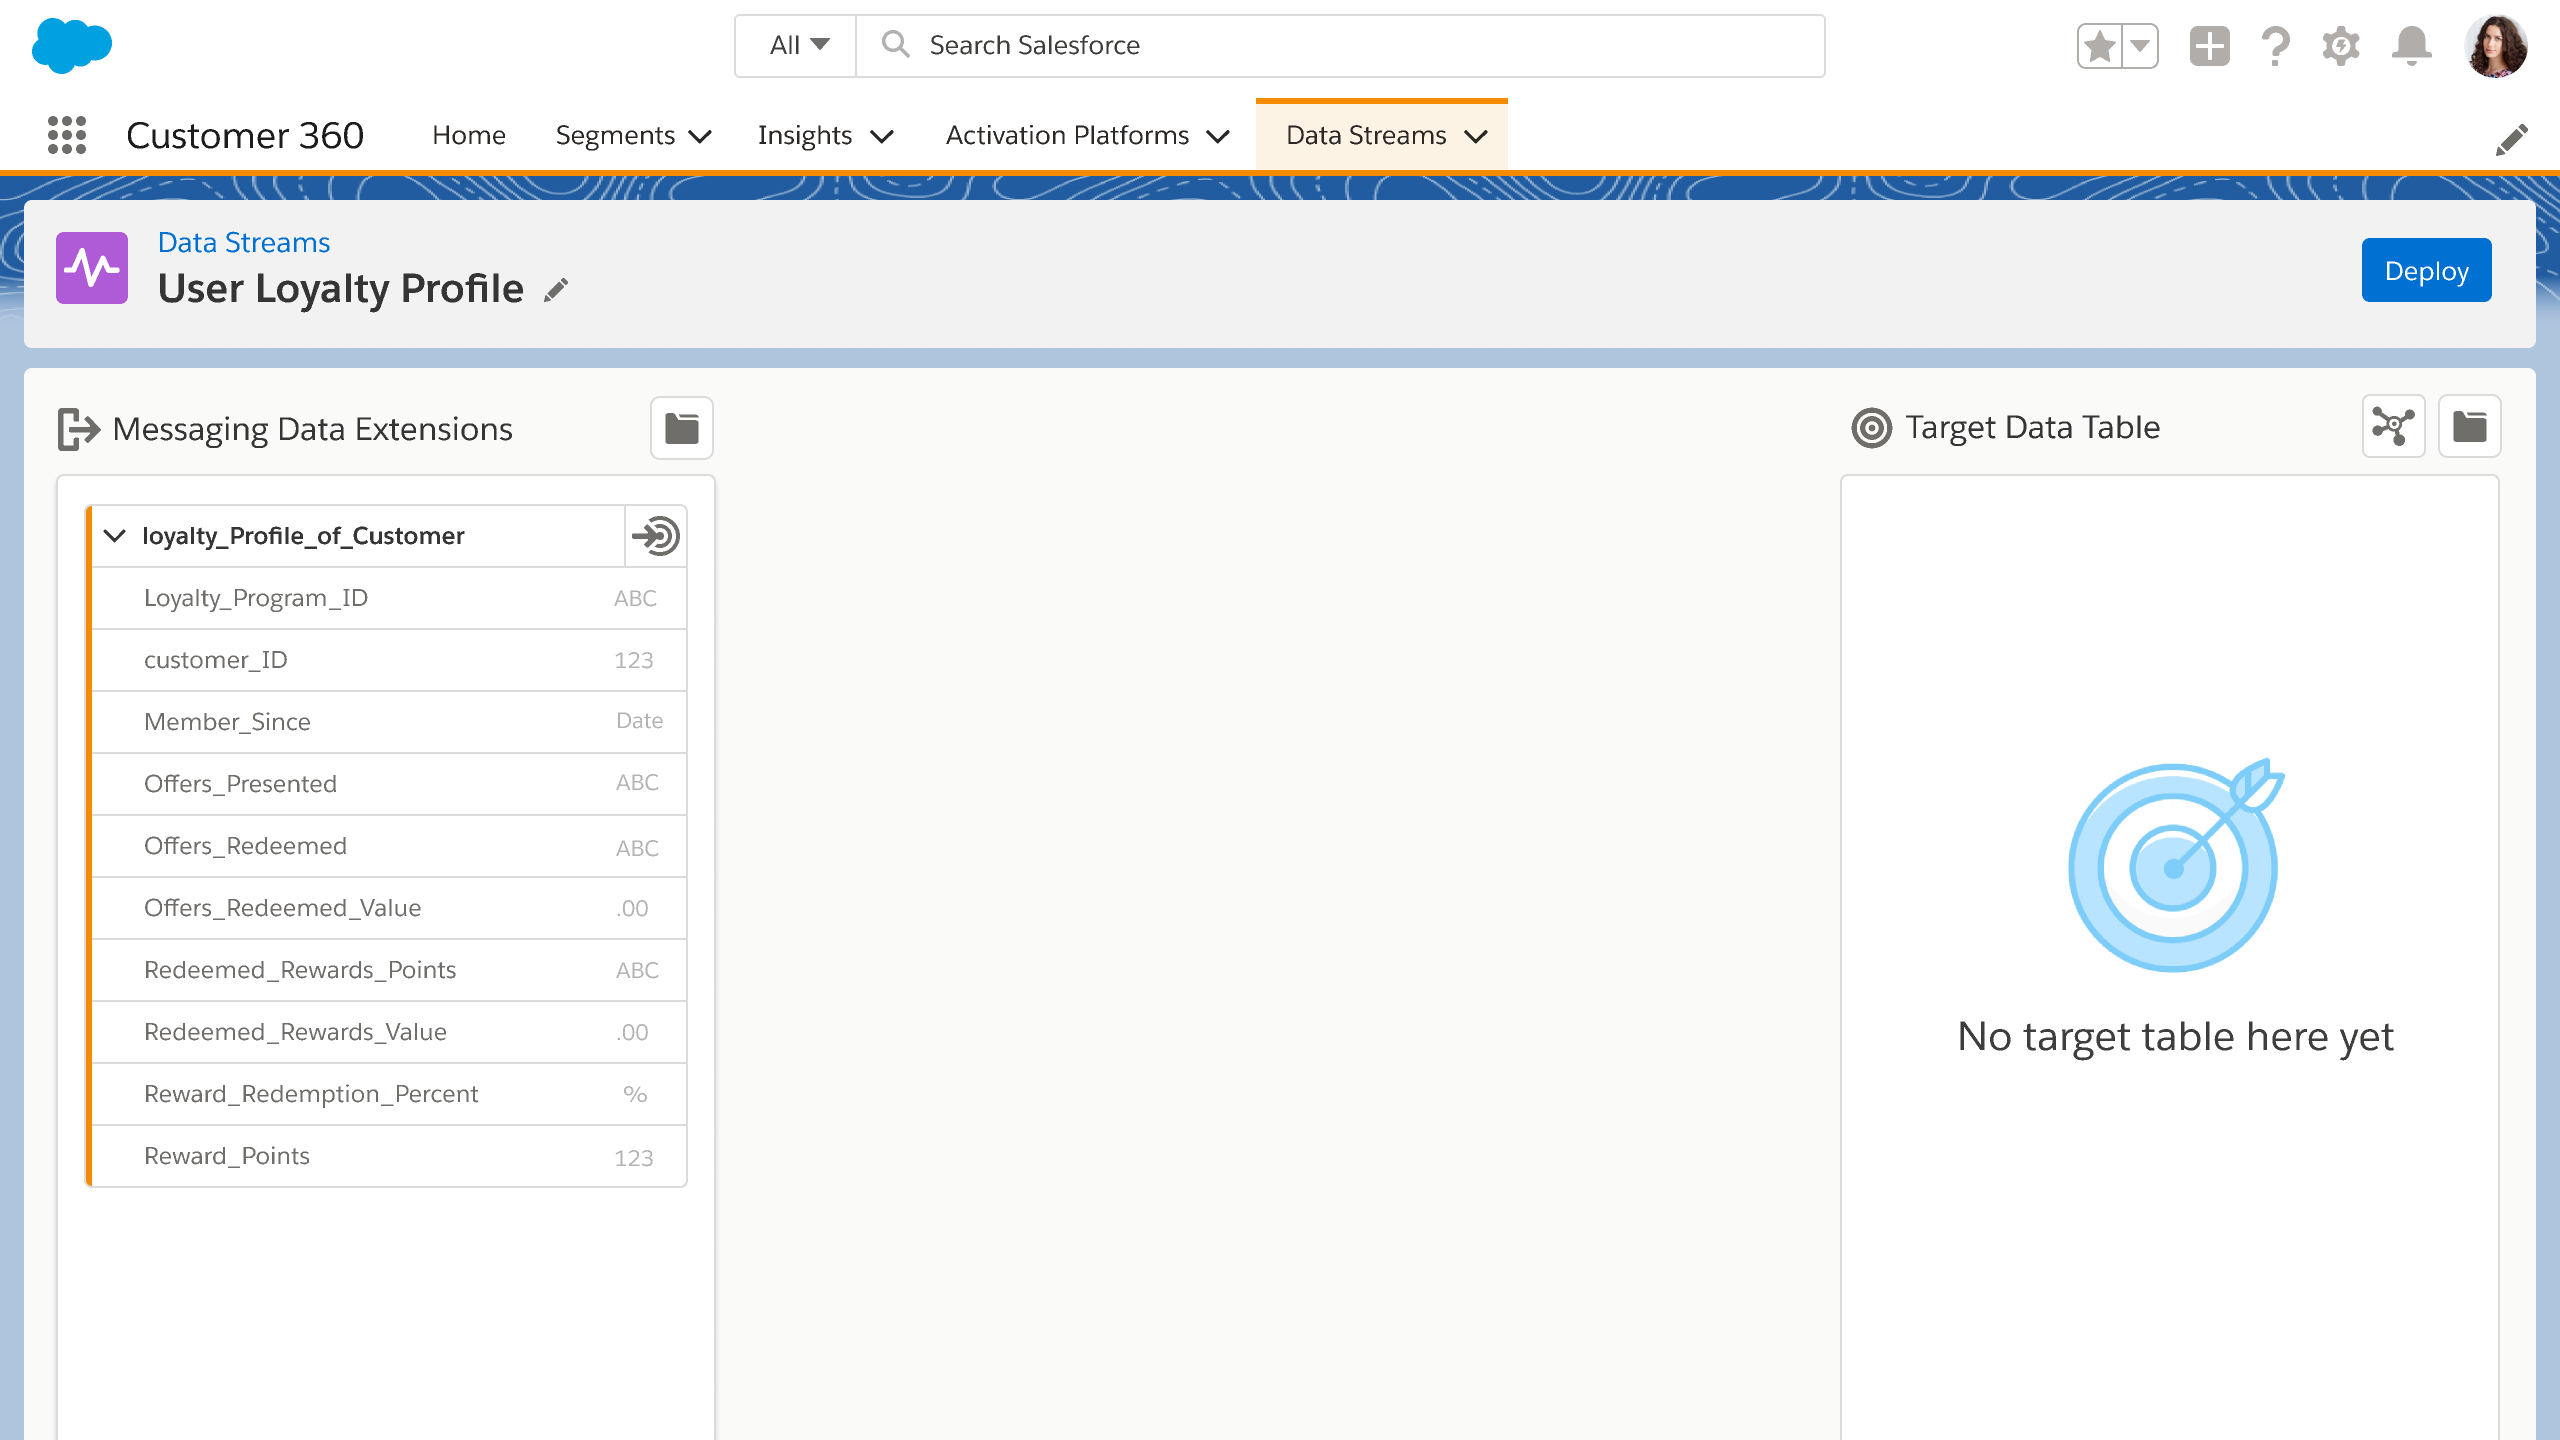 All
Search Salesforce
Customer 360
Home
Segments
Insights
Activation Platforms
Data Streams
Data Streams
User Loyalty Profile
Deploy
Messaging Data Extensions
Target Data Table
loyalty_Profile_of_Customer
Loyalty_Program_ID ABC
customer_ID 123
Member_Since Date
Offers_Presented ABC
Offers_Redeemed ABC
Offers_Redeemed_Value .00
Redeemed_Rewards_Points ABC
Redeemed_Rewards_Value .00
Reward_Redemption_Percent %
Reward_Points 123
No target table here yet